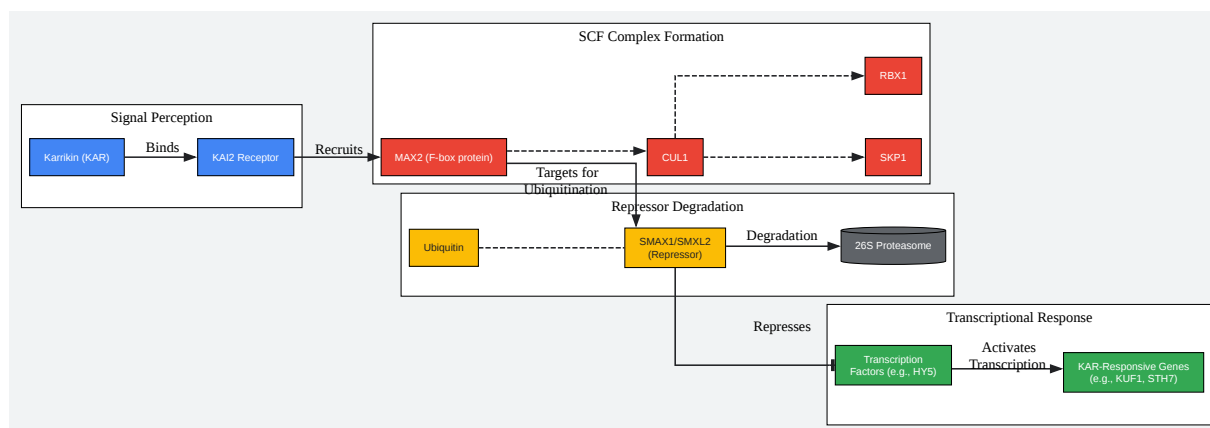 SCF Complex Formation
RBX1
Signal Perception
Karrikin (KAR)
Binds
KAI2 Receptor
Recruits
MAX2 (F-box protein)
CUL1
SKP1
Targets for
Ubiquitination
Repressor Degradation
Ubiquitin
SMAX1/SMXL2
(Repressor)
Degradation
26S Proteasome
Represses
Transcriptional Response
Transcription
Factors (e.g., HY5)
Activates
Transcription
KAR-Responsive Genes
(e.g., KUF1, STH7)